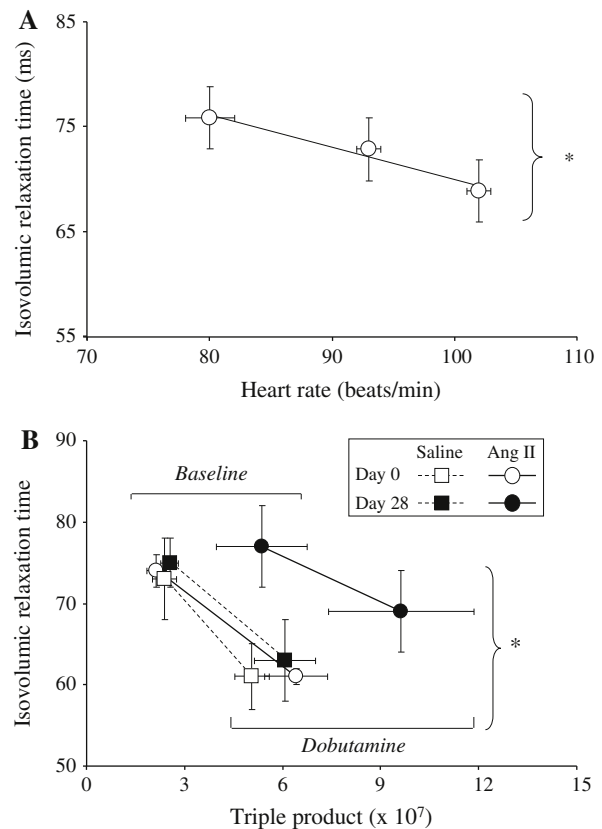 A
85
75
65
55
Isovolumic relaxation time (ms)
*
70 80 90 100 110
Heart rate (beats/min)
B
90
80
70
60
50
Isovolumic relaxation time
Baseline
Saline Ang II
Day 0
Day 28
*
Dobutamine
0 3 6 9 12 15
Triple product (x 10⁷)